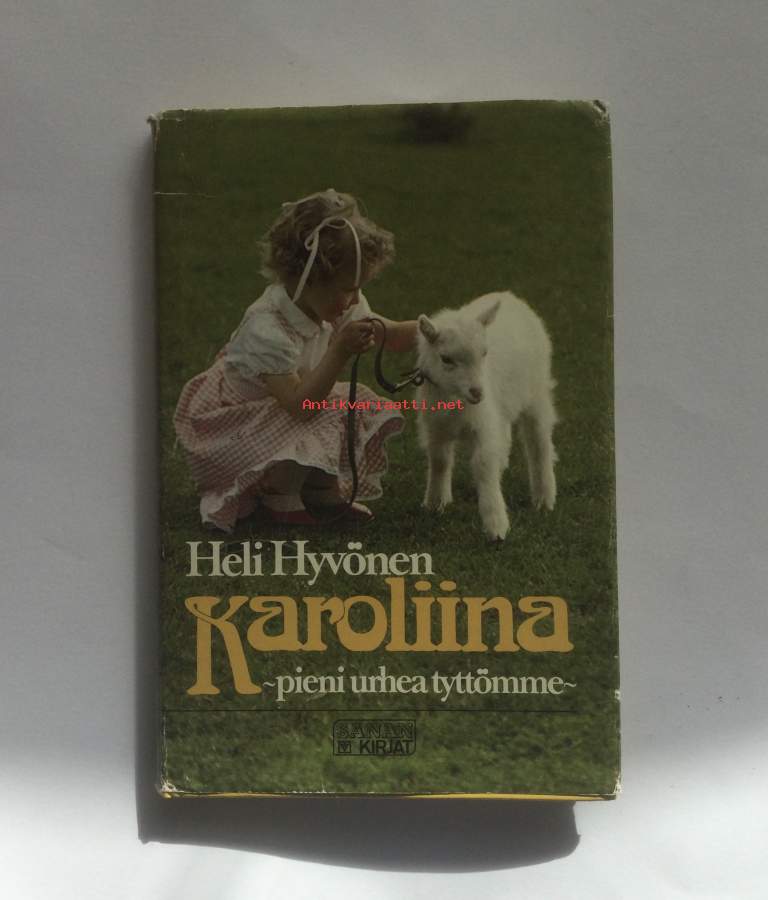 Antikvariaatti.net
Heli Hyvönen
Karoliina
~pieni urhea tyttömme~
SANAN
KIRJAT